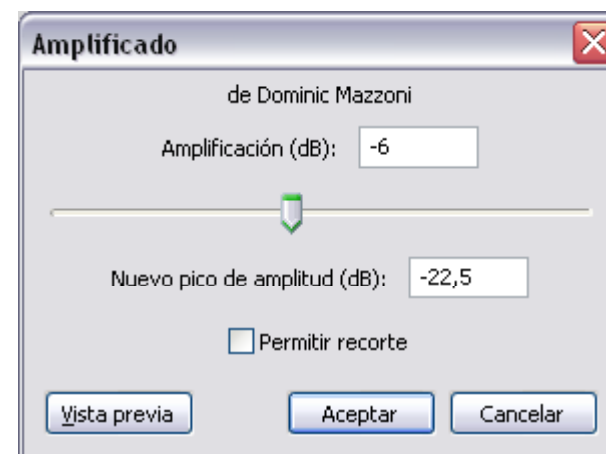 Amplificado
de Dominic Mazzoni
Amplificación (dB): -6
Nuevo pico de amplitud (dB): -22,5
Permitir recorte
Vista previa Aceptar Cancelar